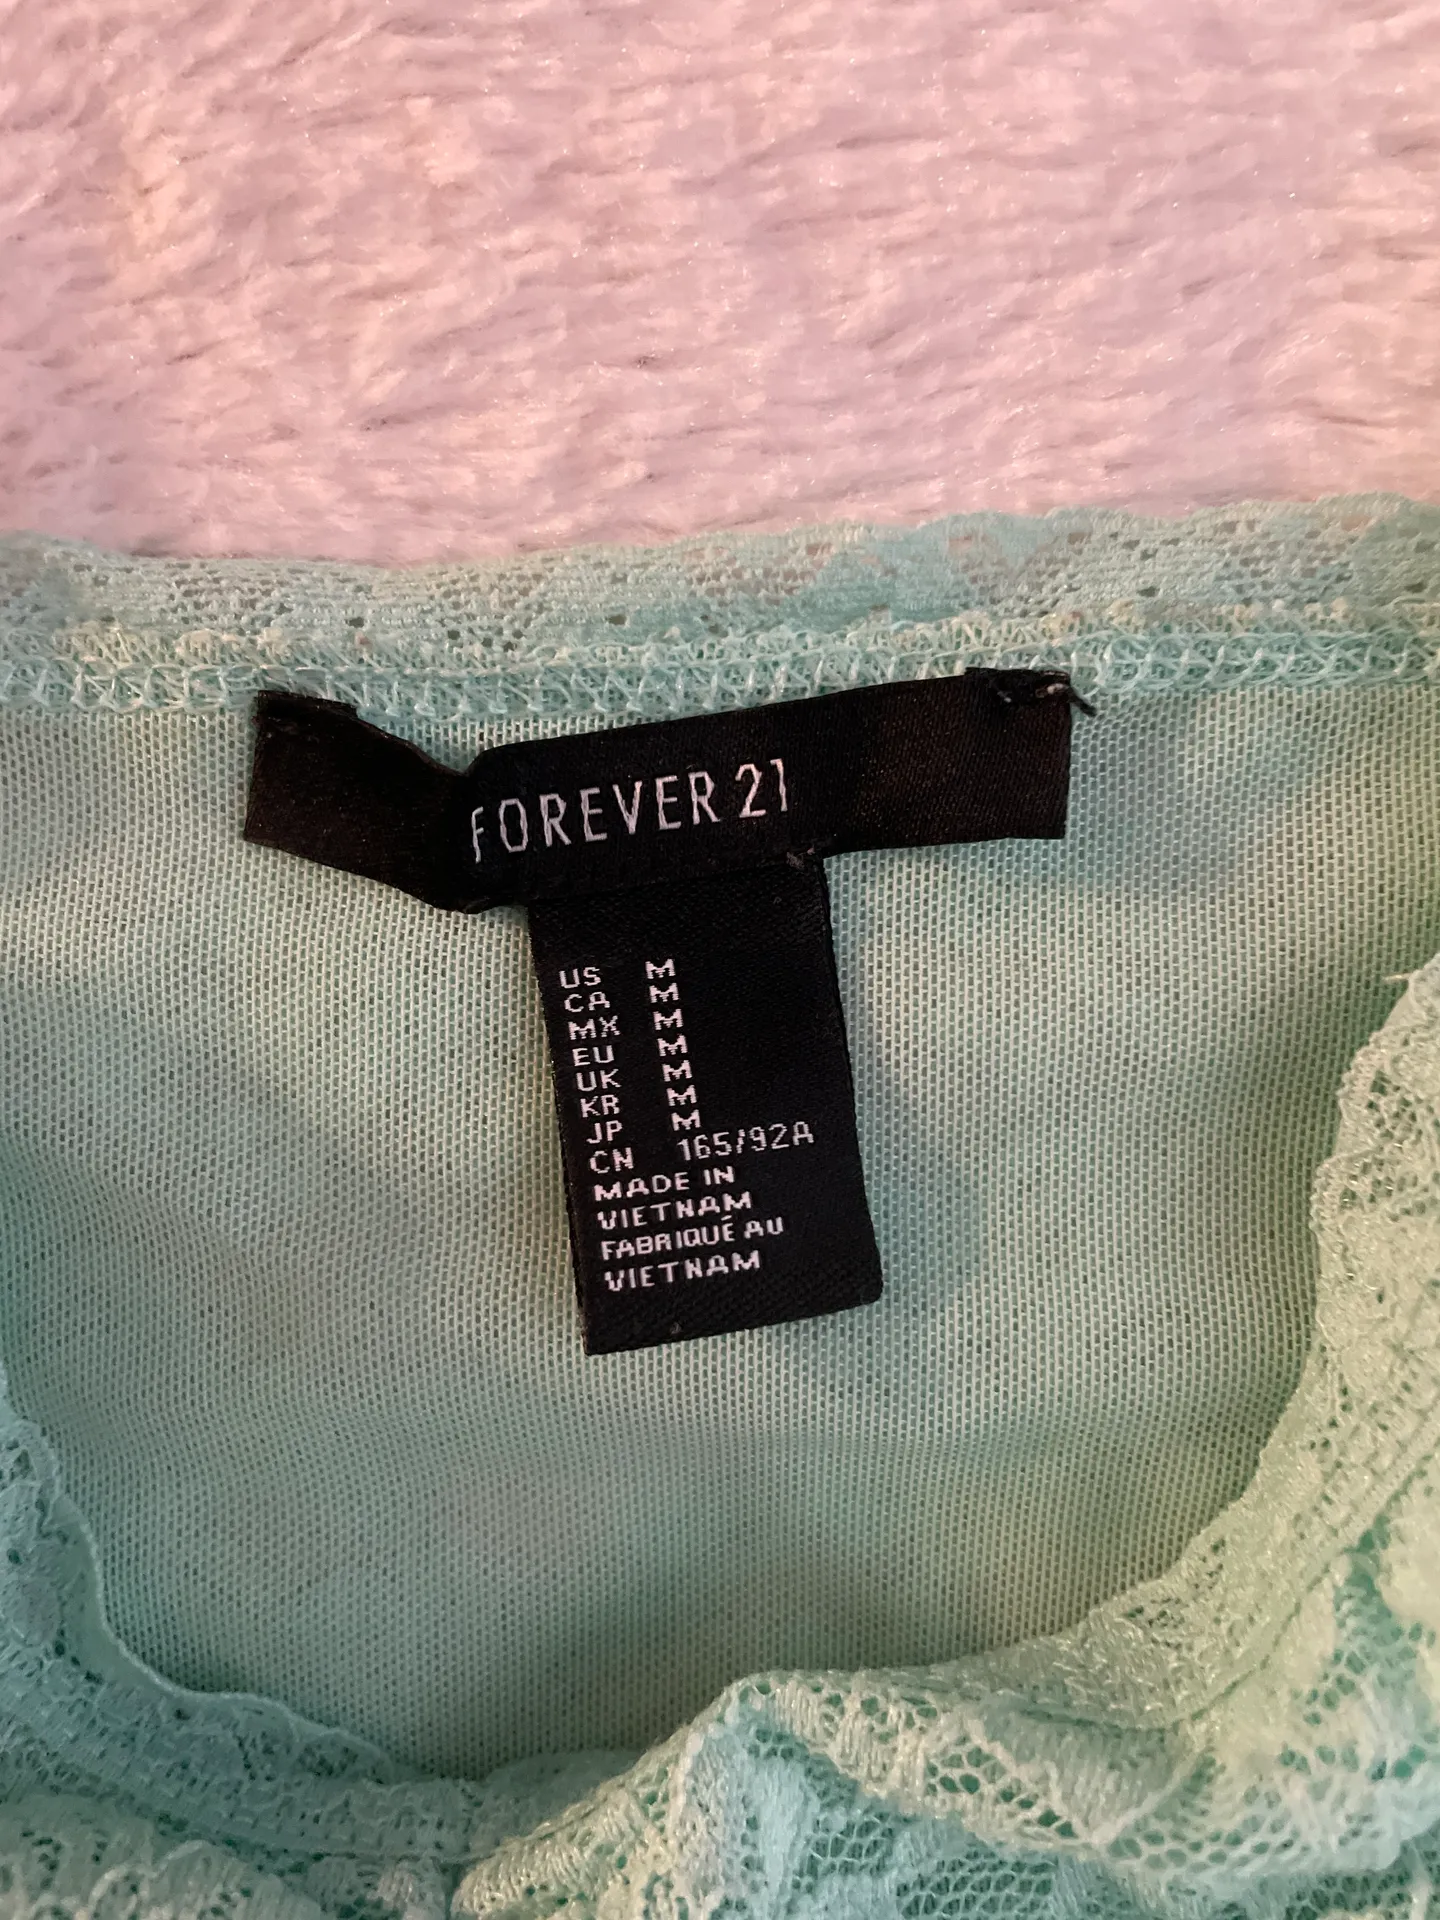 FOREVER 21
US M
CA M
MX M
EU M
UK M
KR M
JP M
CN 165/92A
MADE IN
VIETNAM
FABRIQUÉ AU
VIETNAM